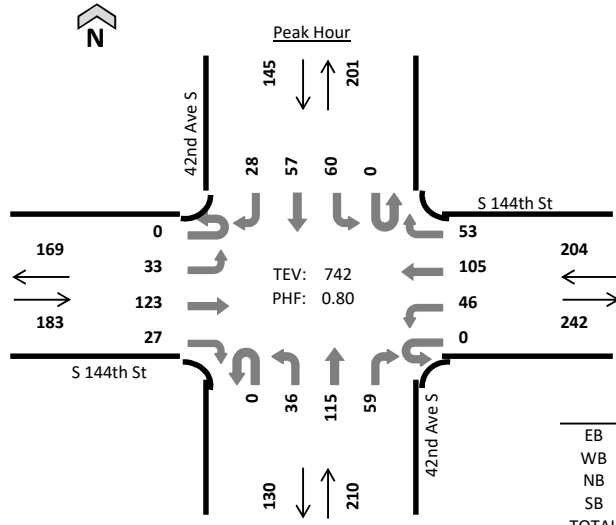 N
Peak Hour
145
201
42nd Ave S
28
57
60
0
S 144th St
0
53
169
33
TEV: 742
105
204
123
PHF: 0.80
46
183
27
0
242
S 144th St
0
36
115
59
42nd Ave S
130
210
EB
WB
NB
SB
TOTAL